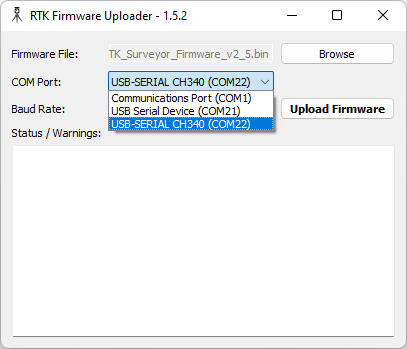 RTK Firmware Uploader - 1.5.2
Firmware File: TK_Surveyor_Firmware_v2_5.bin Browse
COM Port: USB-SERIAL CH340 (COM22)
Communications Port (COM1)
Baud Rate: USB Serial Device (COM21) Upload Firmware
USB-SERIAL CH340 (COM22)
Status / Warnings: